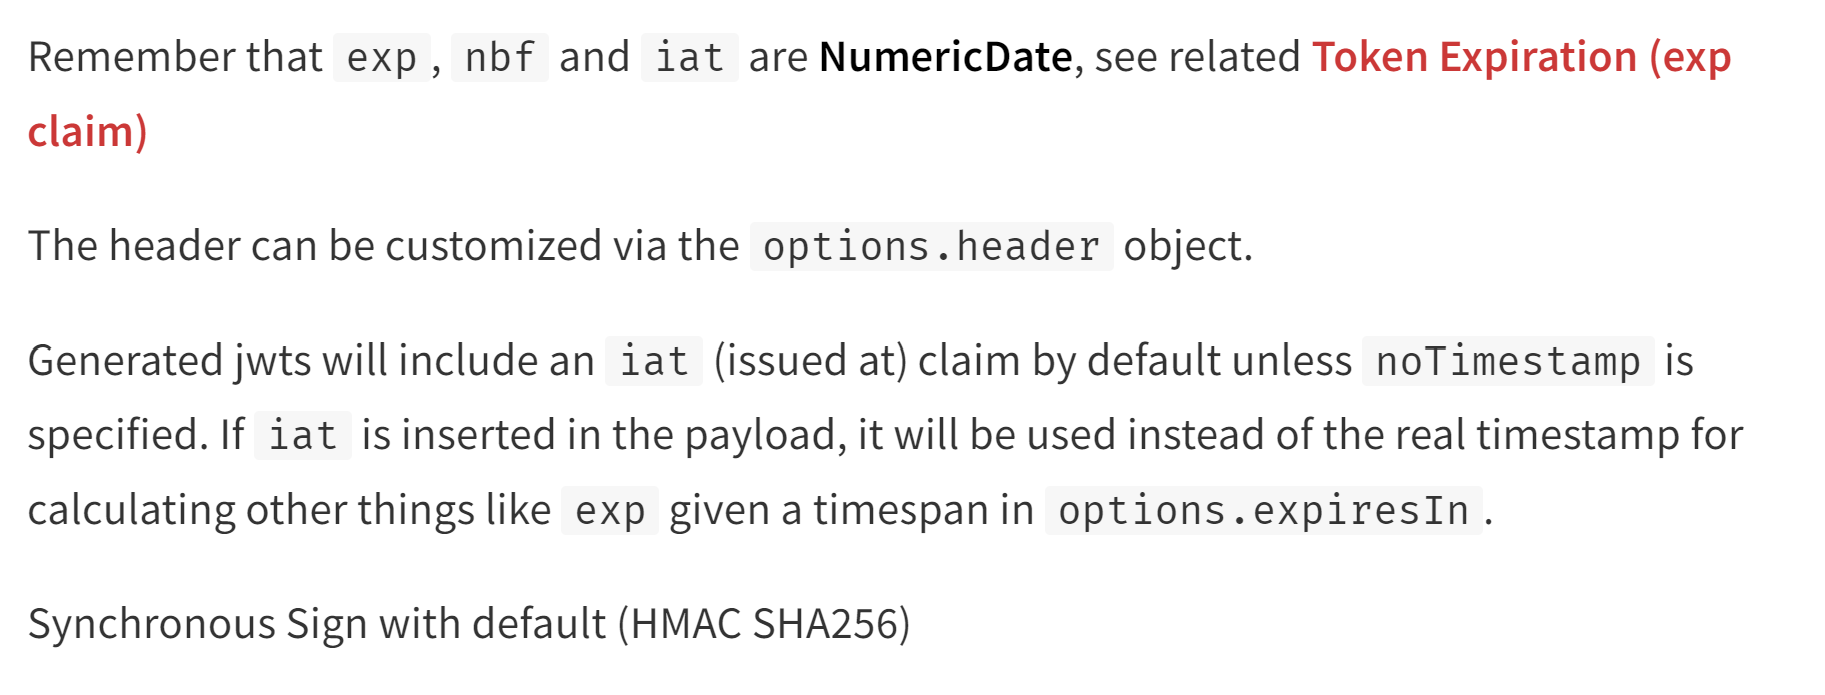 Remember that exp, nbf and iat are NumericDate, see related Token Expiration (exp
claim)
The header can be customized via the options.header object.
Generated jwts will include an iat (issued at) claim by default unless noTimestamp is
specified. If iat is inserted in the payload, it will be used instead of the real timestamp for
calculating other things like exp given a timespan in options.expiresIn.
Synchronous Sign with default (HMAC SHA256)